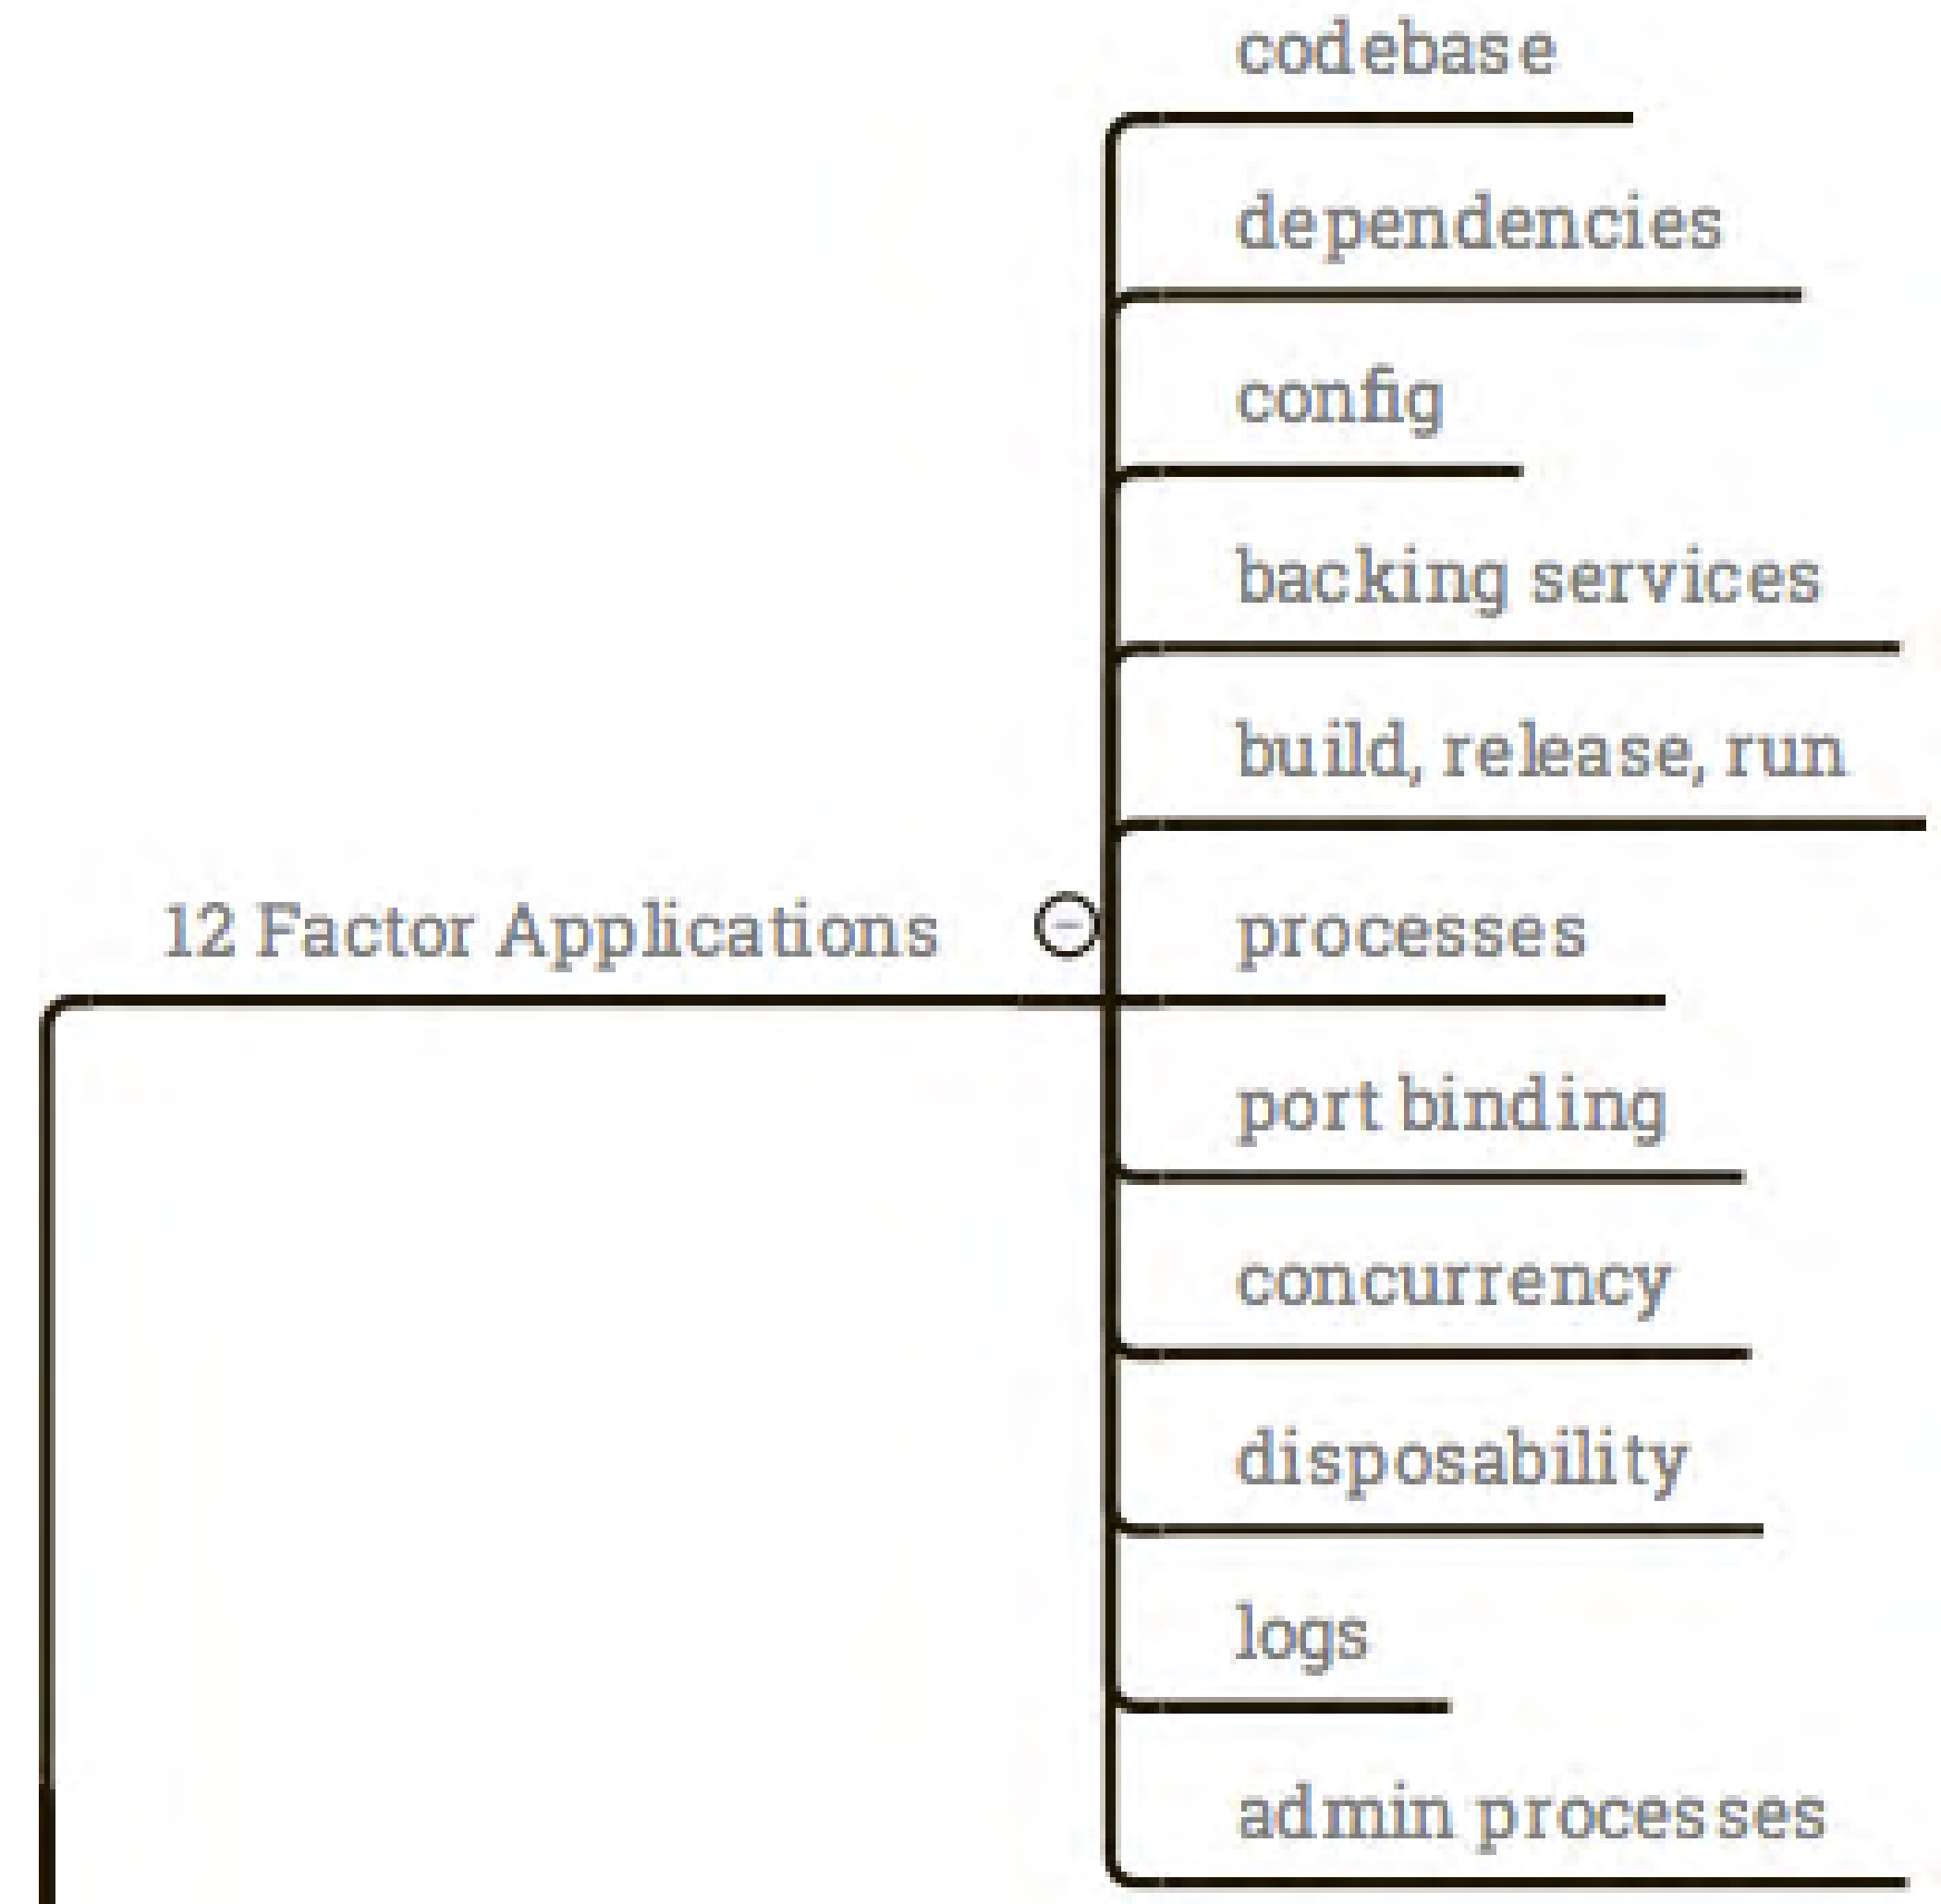 codebase
dependencies
config
backing services
build, release, run
12 Factor Applications
processes
port binding
concurrency
disposability
logs
admin processes